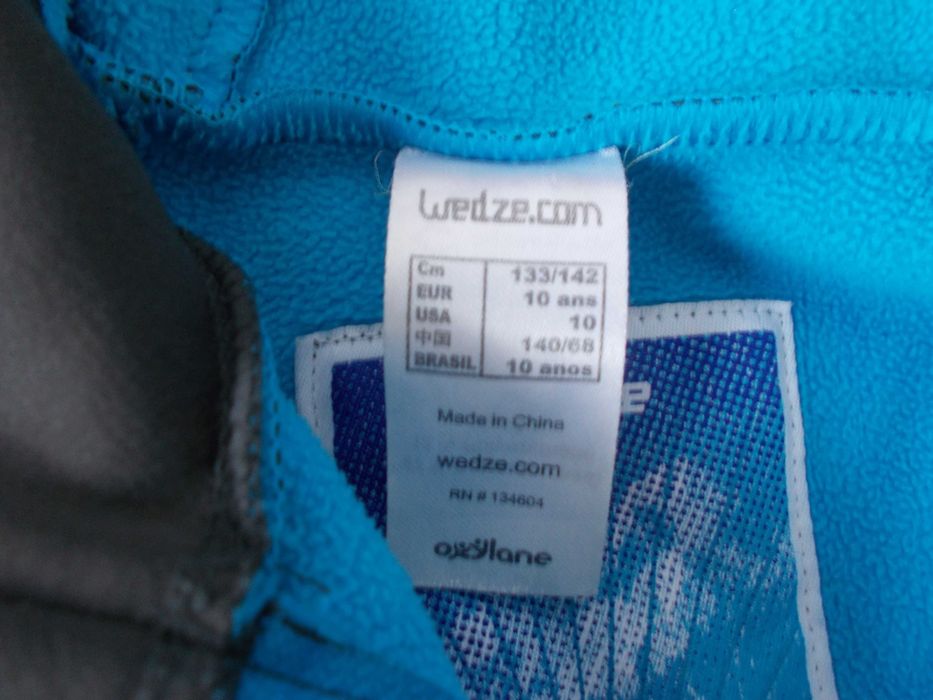 wedze.com
Cm 133/142
EUR 10 ans
USA 10
中国 140/68
BRASIL 10 anos
Made in China
wedze.com
RN # 134604
oxylane
e